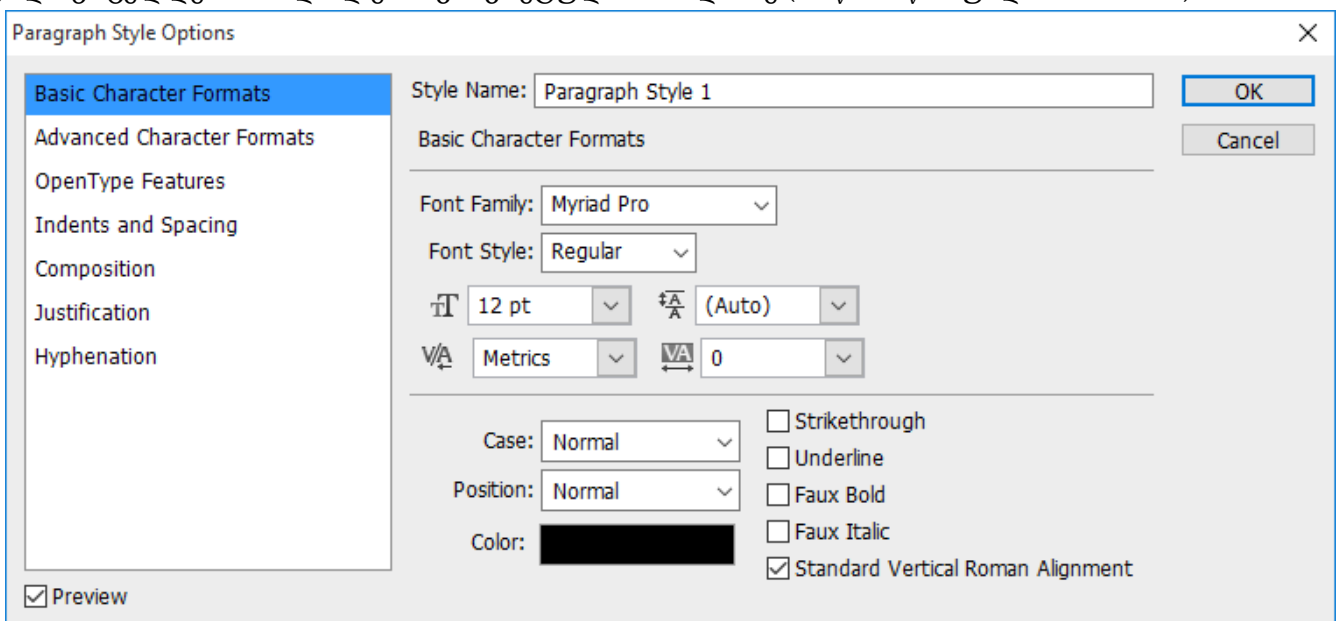 Paragraph Style Options
Basic Character Formats
Advanced Character Formats
OpenType Features
Indents and Spacing
Composition
Justification
Hyphenation
Preview
Style Name: Paragraph Style 1
Basic Character Formats
Font Family: Myriad Pro
Font Style: Regular
12 pt (Auto)
Metrics 0
Case: Normal
Position: Normal
Color:
Strikethrough
Underline
Faux Bold
Faux Italic
Standard Vertical Roman Alignment
OK
Cancel